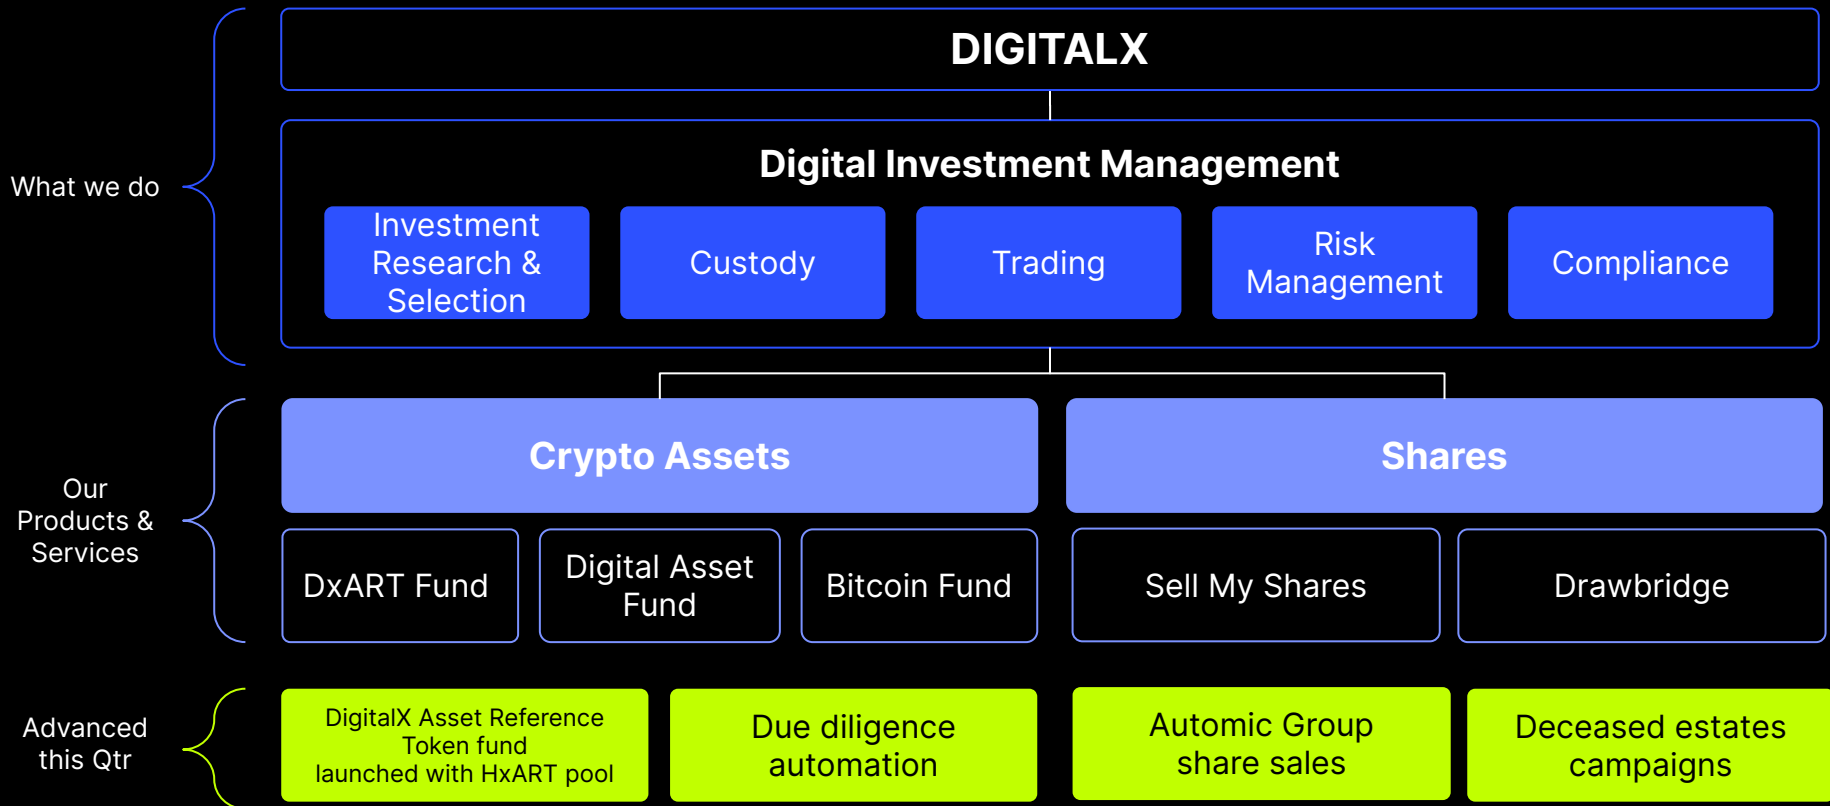 DIGITALX
What we do
Digital Investment Management
Investment
Research &
Selection
Custody
Trading
Risk
Management
Compliance
Our
Products &
Services
Crypto Assets
Shares
DxART Fund
Digital Asset
Fund
Bitcoin Fund
Sell My Shares
Drawbridge
Advanced
this Qtr
DigitalX Asset Reference
Token fund
launched with HxART pool
Due diligence
automation
Automic Group
share sales
Deceased estates
campaigns